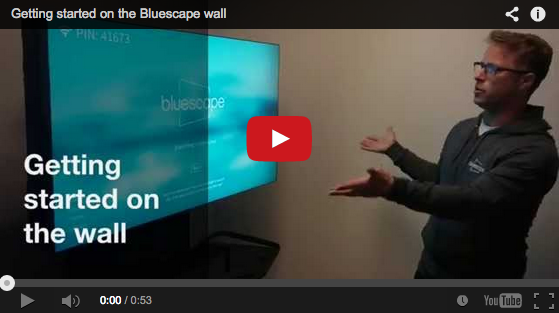 Getting started on the Bluescape wall
PIN: 41673
bluescape
Getting
started on
the wall
0:00 / 0:53
YouTube